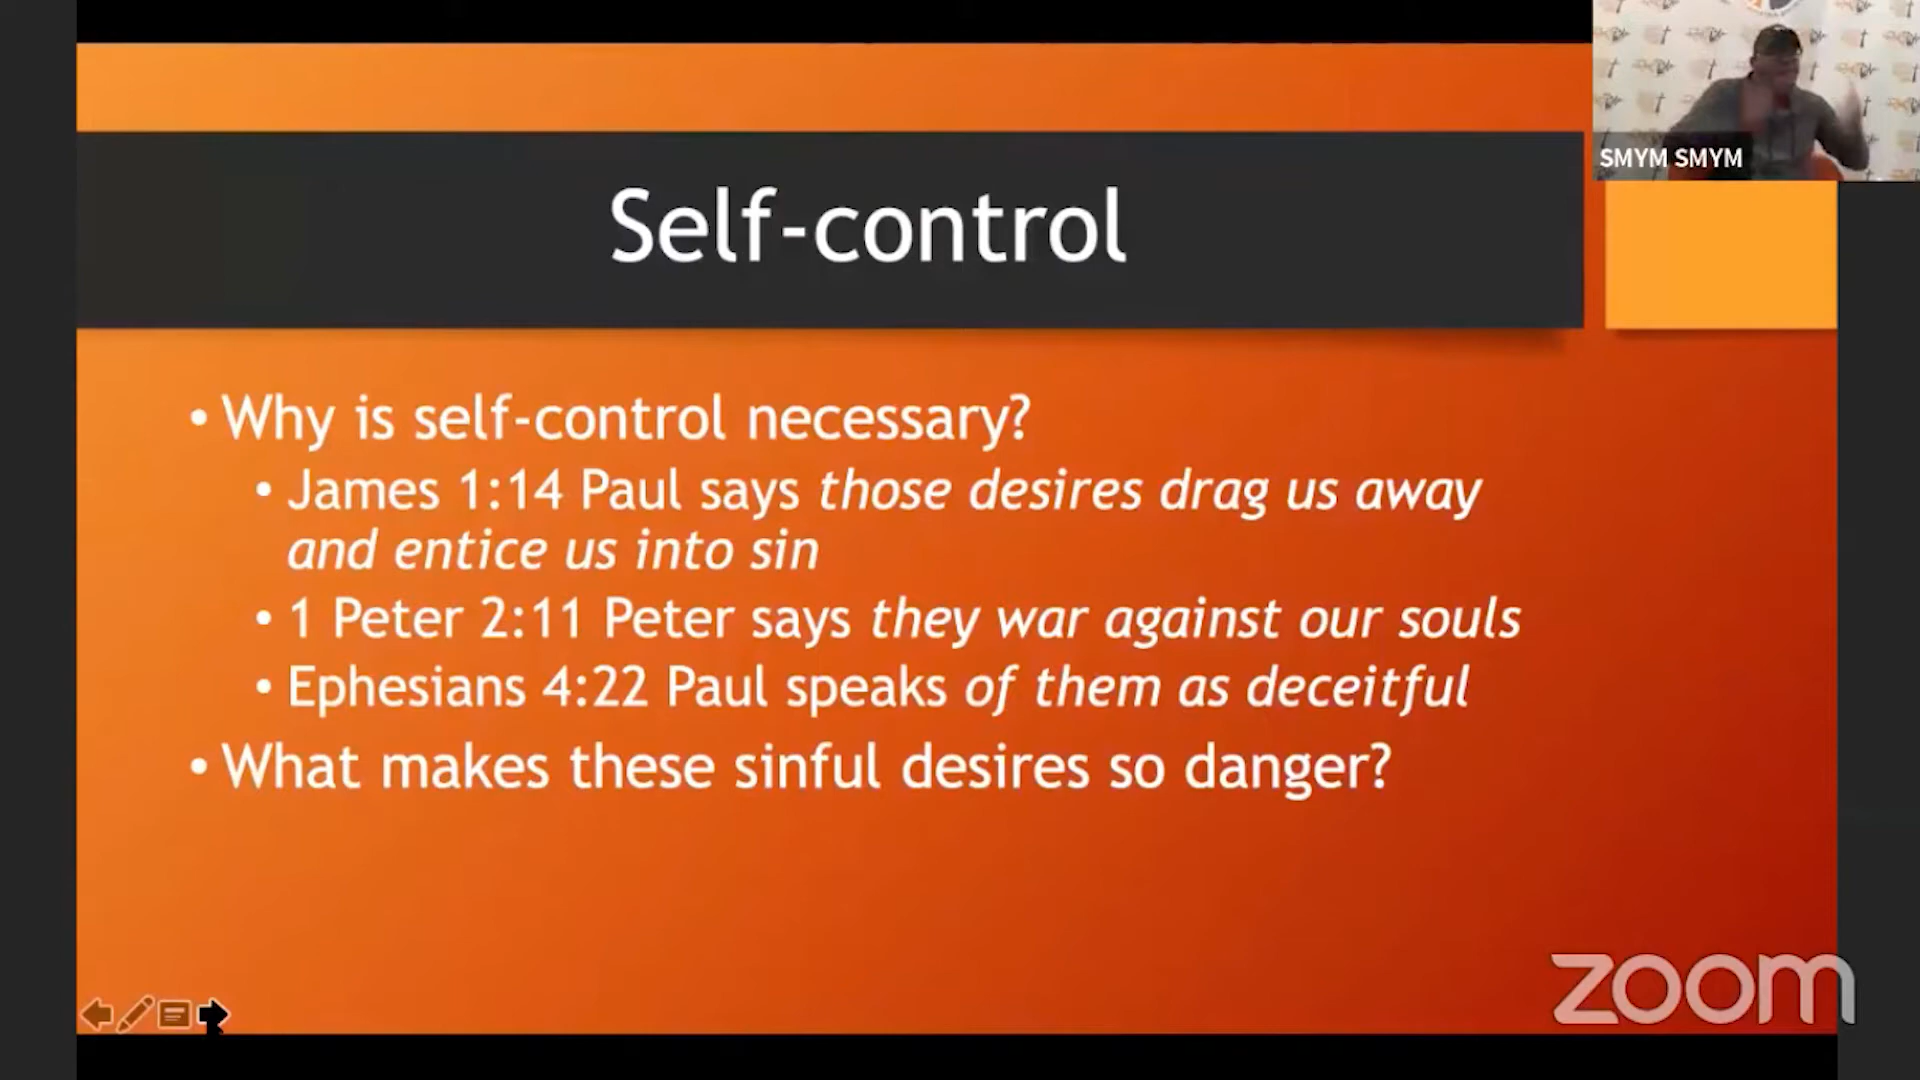 SMYM SMYM
Self-control
• Why is self-control necessary?
• James 1:14 Paul says those desires drag us away
and entice us into sin
• 1 Peter 2:11 Peter says they war against our souls
• Ephesians 4:22 Paul speaks of them as deceitful
• What makes these sinful desires so danger?
zoom